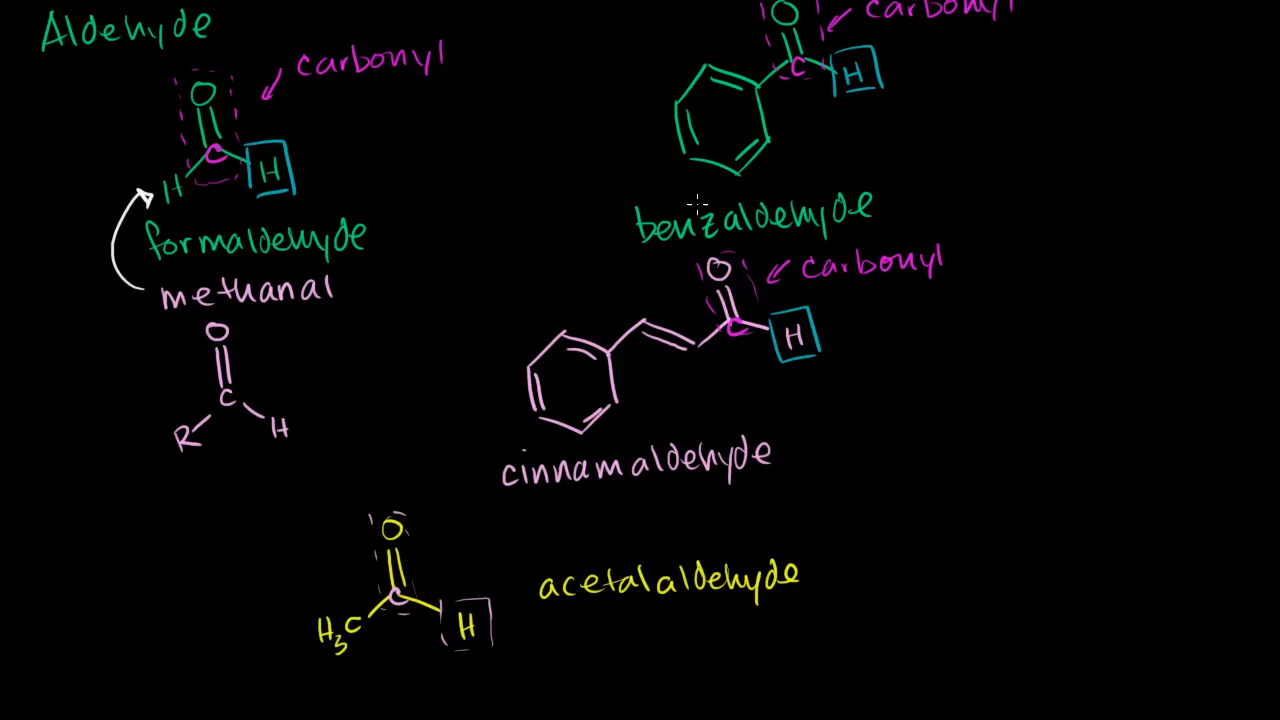 Aldehyde
carbonyl
O
C
H
H
formaldehyde
methanal
O
C
R
H
carbonyl
O
C
H
benzaldehyde
carbonyl
O
C
H
cinnamaldehyde
O
C
H3C
H
acetalaldehyde